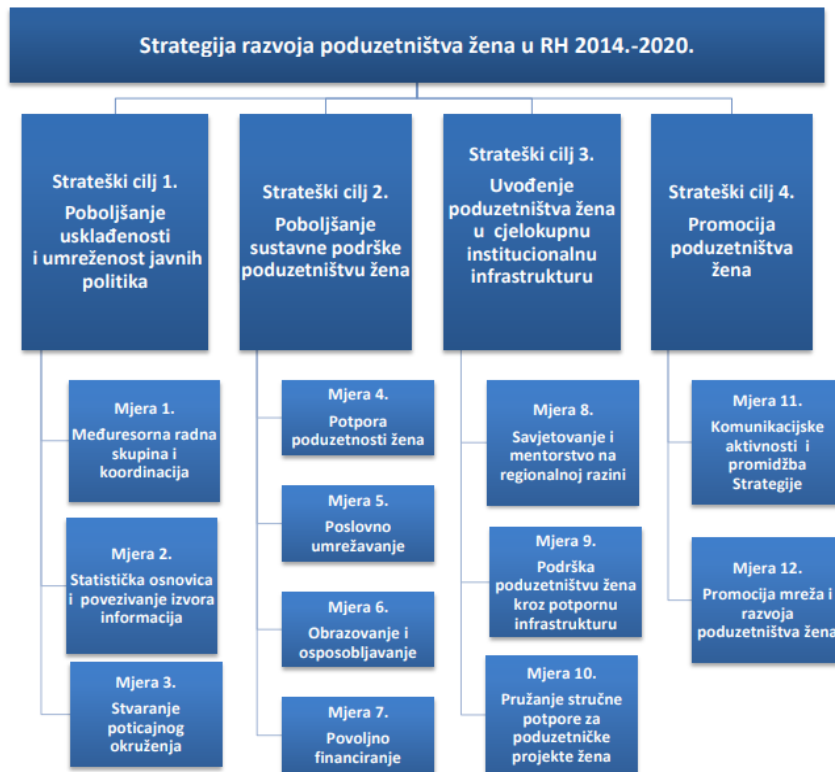 Strategija razvoja poduzetništva žena u RH 2014.-2020.
Strateški cilj 1.
Poboljšanje
usklađenosti
i umreženost javnih
politika
Mjera 1.
Međuresorna radna
skupina i
koordinacija
Mjera 2.
Statistička osnovica
i povezivanje izvora
informacija
Mjera 3.
Stvaranje
poticajnog
okruženja
Strateški cilj 2.
Poboljšanje
sustavne podrške
poduzetništvu žena
Mjera 4.
Potpora
poduzetnosti žena
Mjera 5.
Poslovno
umrežavanje
Mjera 6.
Obrazovanje i
osposobljavanje
Mjera 7.
Povoljno
financiranje
Strateški cilj 3.
Uvođenje
poduzetništva žena
u cjelokupnu
institucionalnu
infrastrukturu
Mjera 8.
Savjetovanje i
mentorstvo na
regionalnoj razini
Mjera 9.
Podrška
poduzetništvu žena
kroz potpornu
infrastrukturu
Mjera 10.
Pružanje stručne
potpore za
poduzetničke
projekte žena
Strateški cilj 4.
Promocija
poduzetništva
žena
Mjera 11.
Komunikacijske
aktivnosti i
promidžba
Strategije
Mjera 12.
Promocija mreža i
razvoja
poduzetništva žena